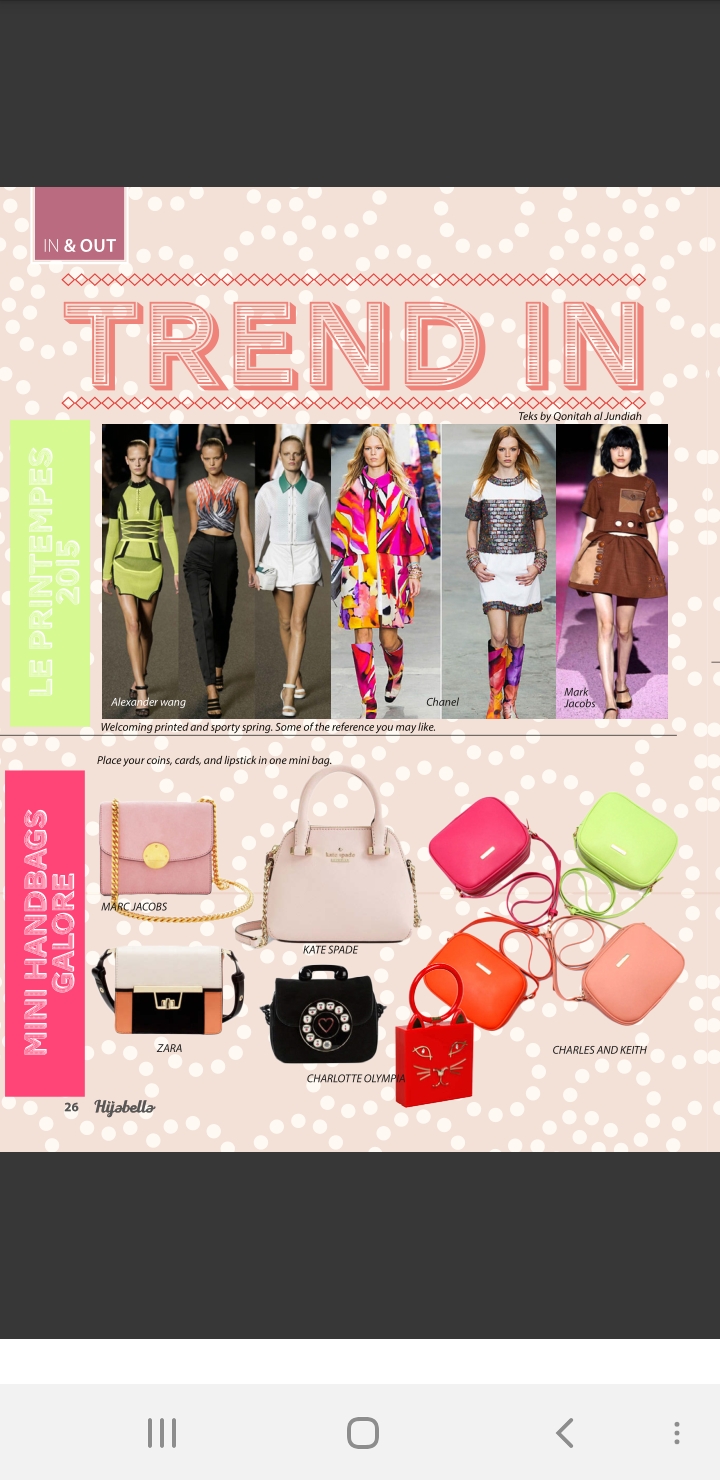 IN & OUT
TREND IN
Teks by Qonitah al Jundiah
LE PRINTEMPES
2015
Alexander wang
Chanel
Mark
Jacobs
Welcoming printed and sporty spring. Some of the reference you may like.
Place your coins, cards, and lipstick in one mini bag.
MINI HANDBAGS
GALORE
kate spade
MARC JACOBS
KATE SPADE
ZARA
CHARLOTTE OLYMPIA
CHARLES AND KEITH
26 Hijabella